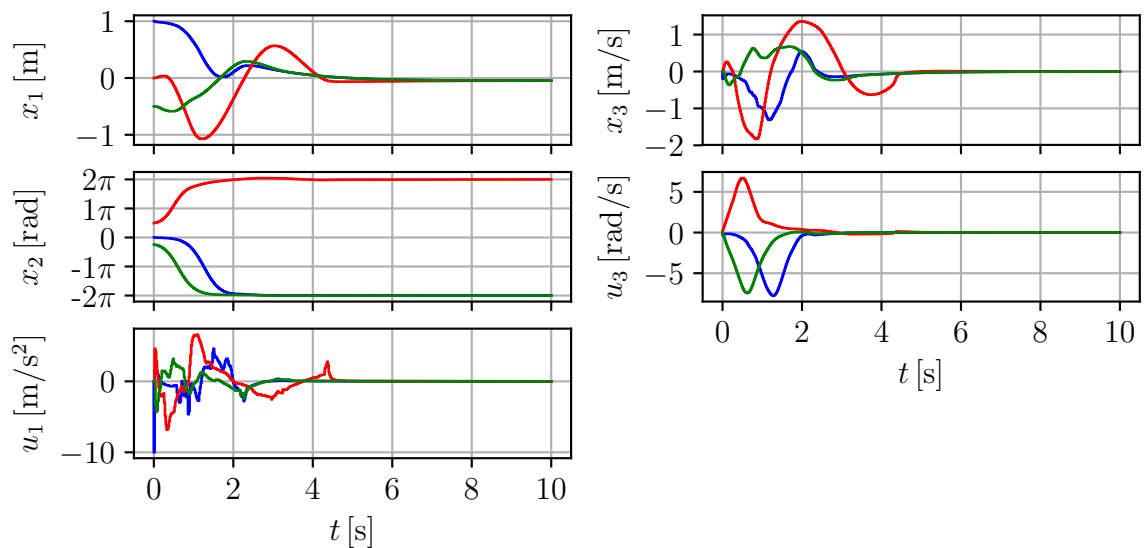 1
0
−1
x₁ [m]
2π
1π
0
-1π
-2π
x₂ [rad]
0
−10
u₁ [m/s²]
0 2 4 6 8 10
t [s]
1
0
−1
−2
x₃ [m/s]
5
0
−5
u₃ [rad/s]
0 2 4 6 8 10
t [s]